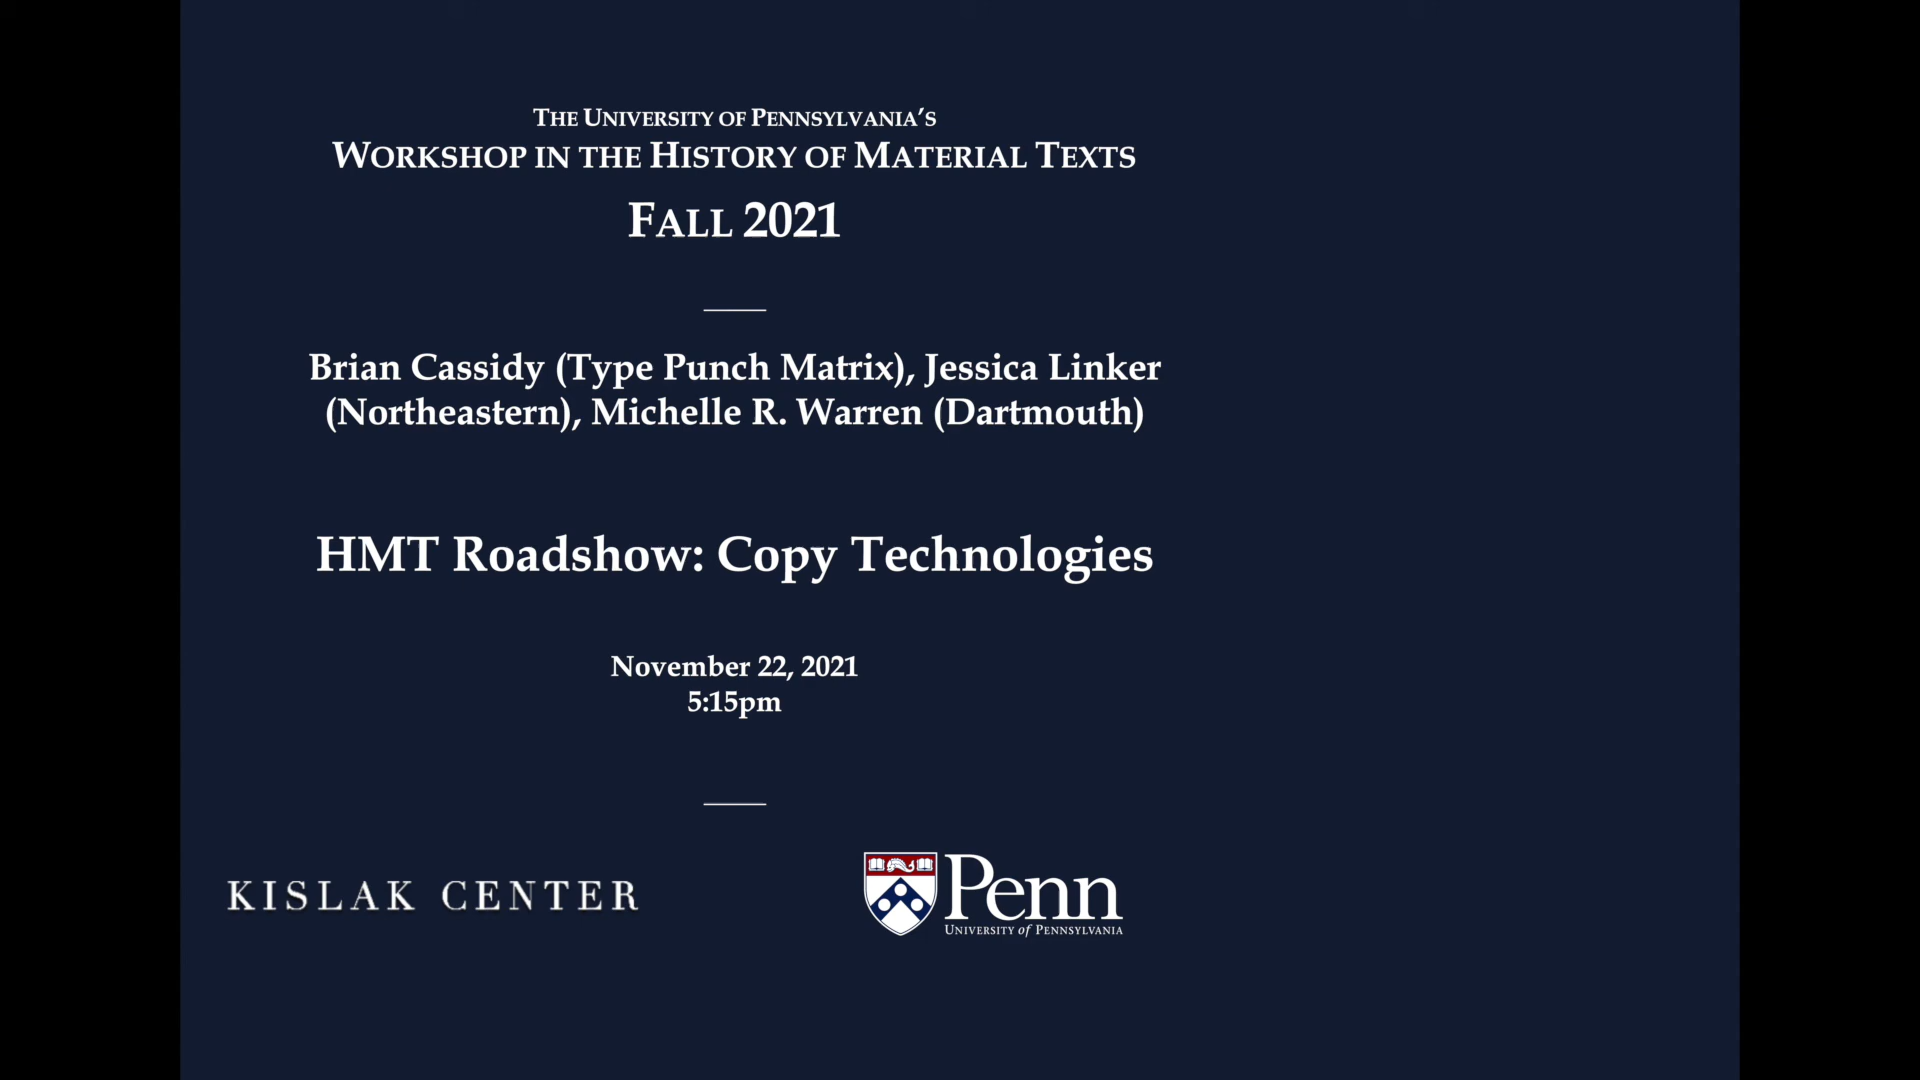 The University of Pennsylvania's
Workshop in the History of Material Texts
Fall 2021
Brian Cassidy (Type Punch Matrix), Jessica Linker
(Northeastern), Michelle R. Warren (Dartmouth)
HMT Roadshow: Copy Technologies
November 22, 2021
5:15pm
KISLAK CENTER
Penn
University of Pennsylvania